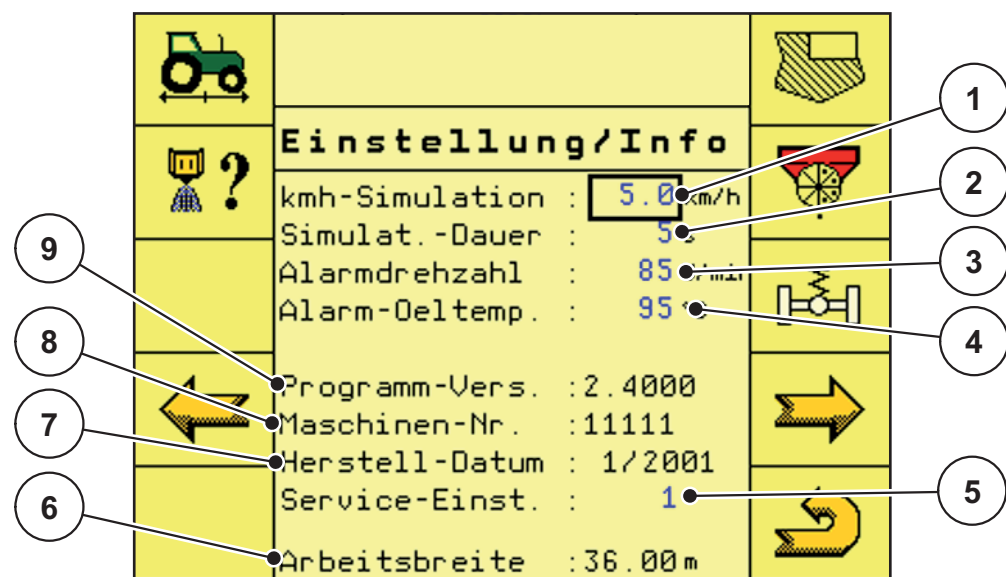 Einstellung/Info
kmh-Simulation : 5.0 km/h
Simulat.-Dauer : 5 s
Alarmdrehzahl : 85
Alarm-Oeltemp. : 95
Programm-Vers. :2.4000
Maschinen-Nr. :11111
Herstell-Datum : 1/2001
Service-Einst. : 1
Arbeitsbreite :36.00m
?
1
2
3
4
5
6
7
8
9